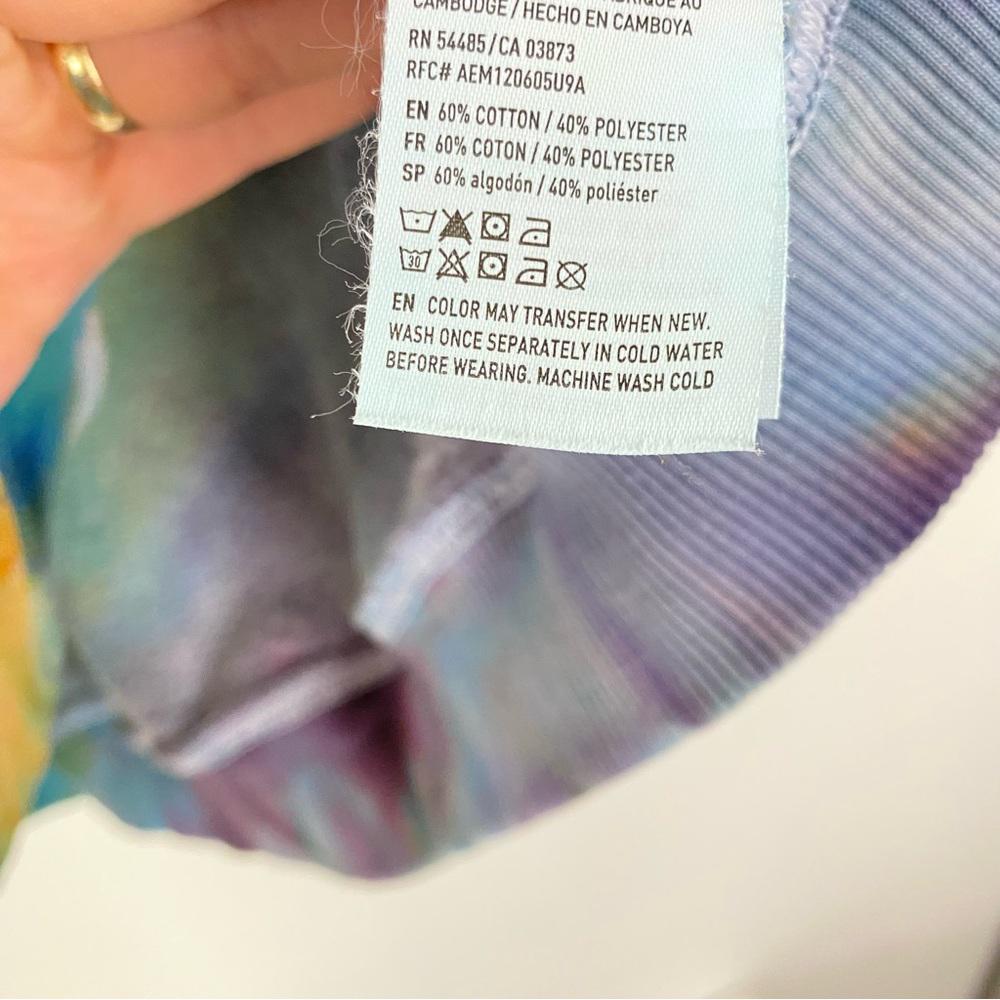 CAMBODGE / HECHO EN CAMBOYA
RN 54485/CA 03873
RFC# AEM120605U9A
EN 60% COTTON / 40% POLYESTER
FR 60% COTON / 40% POLYESTER
SP 60% algodón / 40% poliéster
30
EN COLOR MAY TRANSFER WHEN NEW.
WASH ONCE SEPARATELY IN COLD WATER
BEFORE WEARING. MACHINE WASH COLD